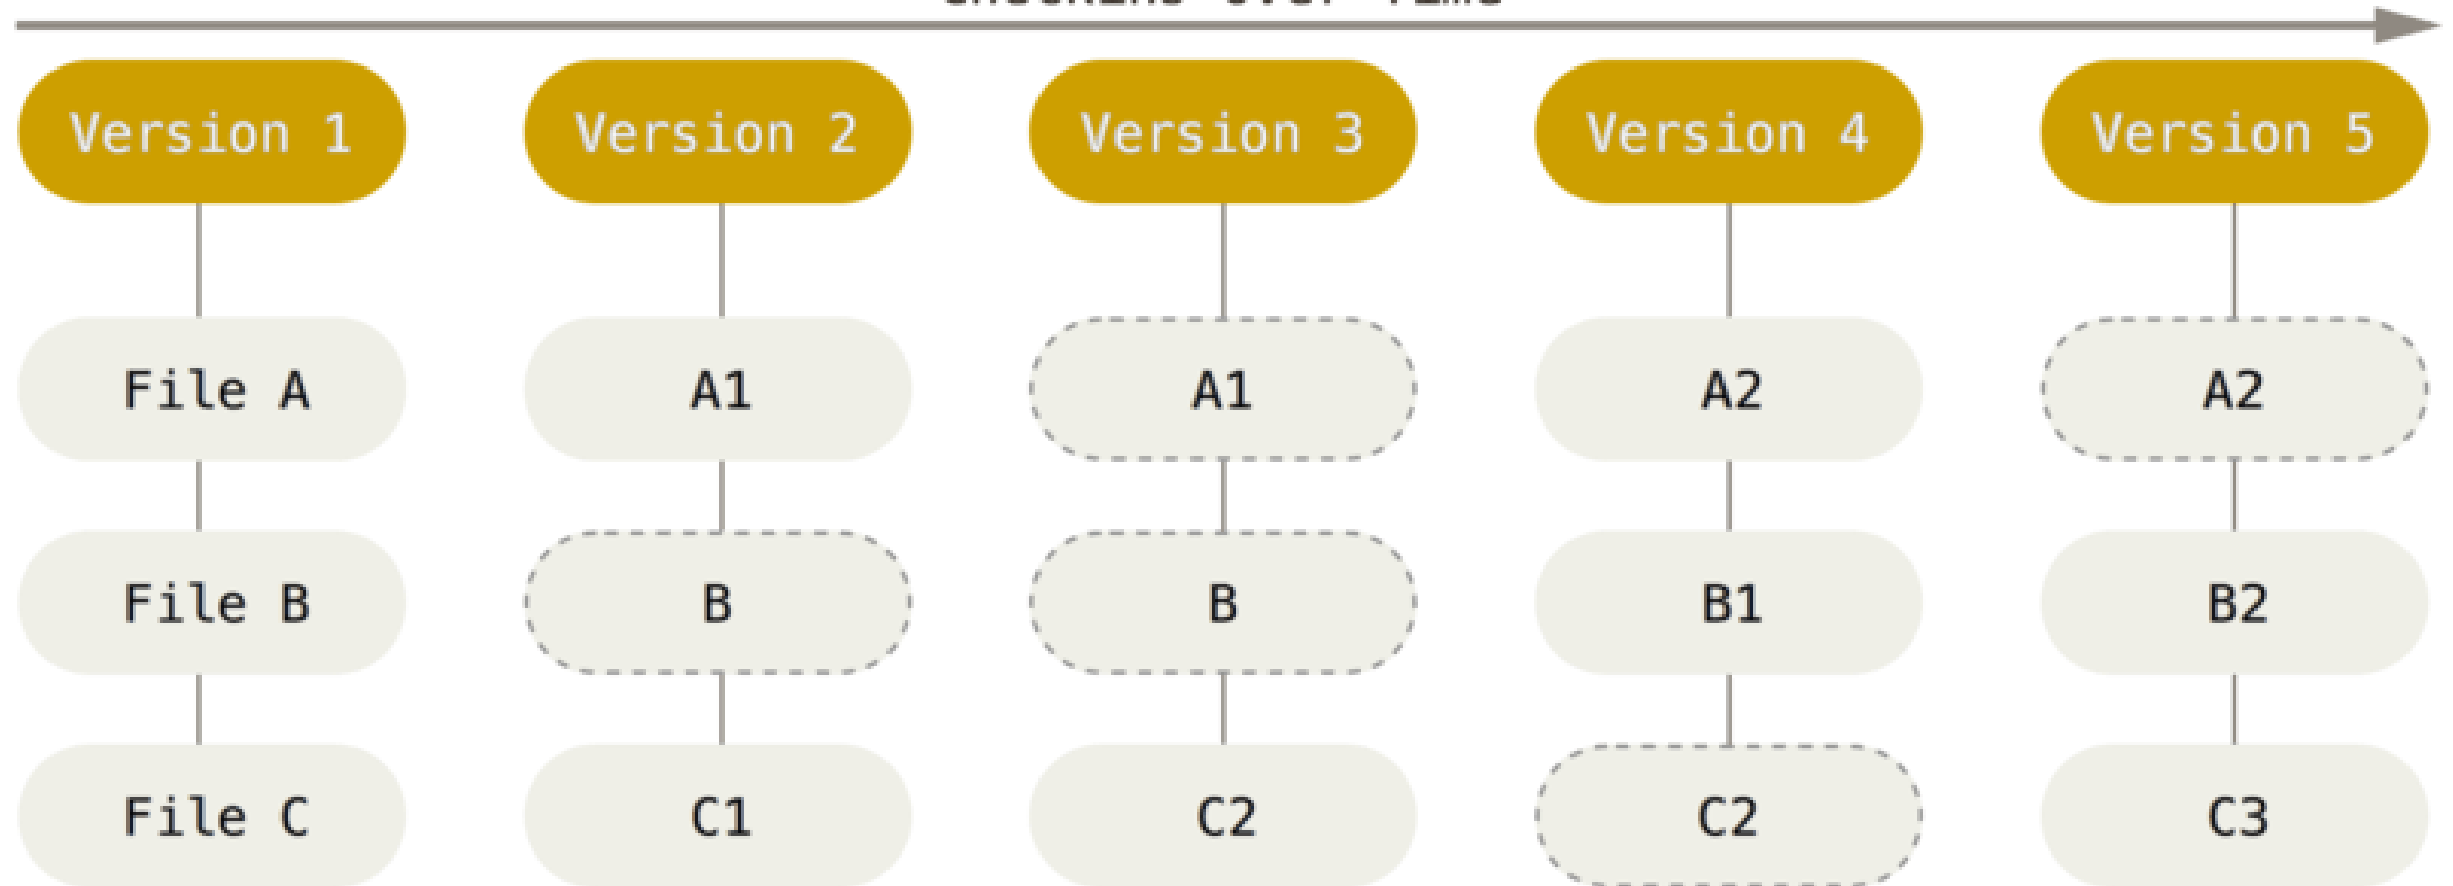 Version 1 Version 2 Version 3 Version 4 Version 5
File A A1 A1 A2 A2
File B B B B1 B2
File C C1 C2 C2 C3